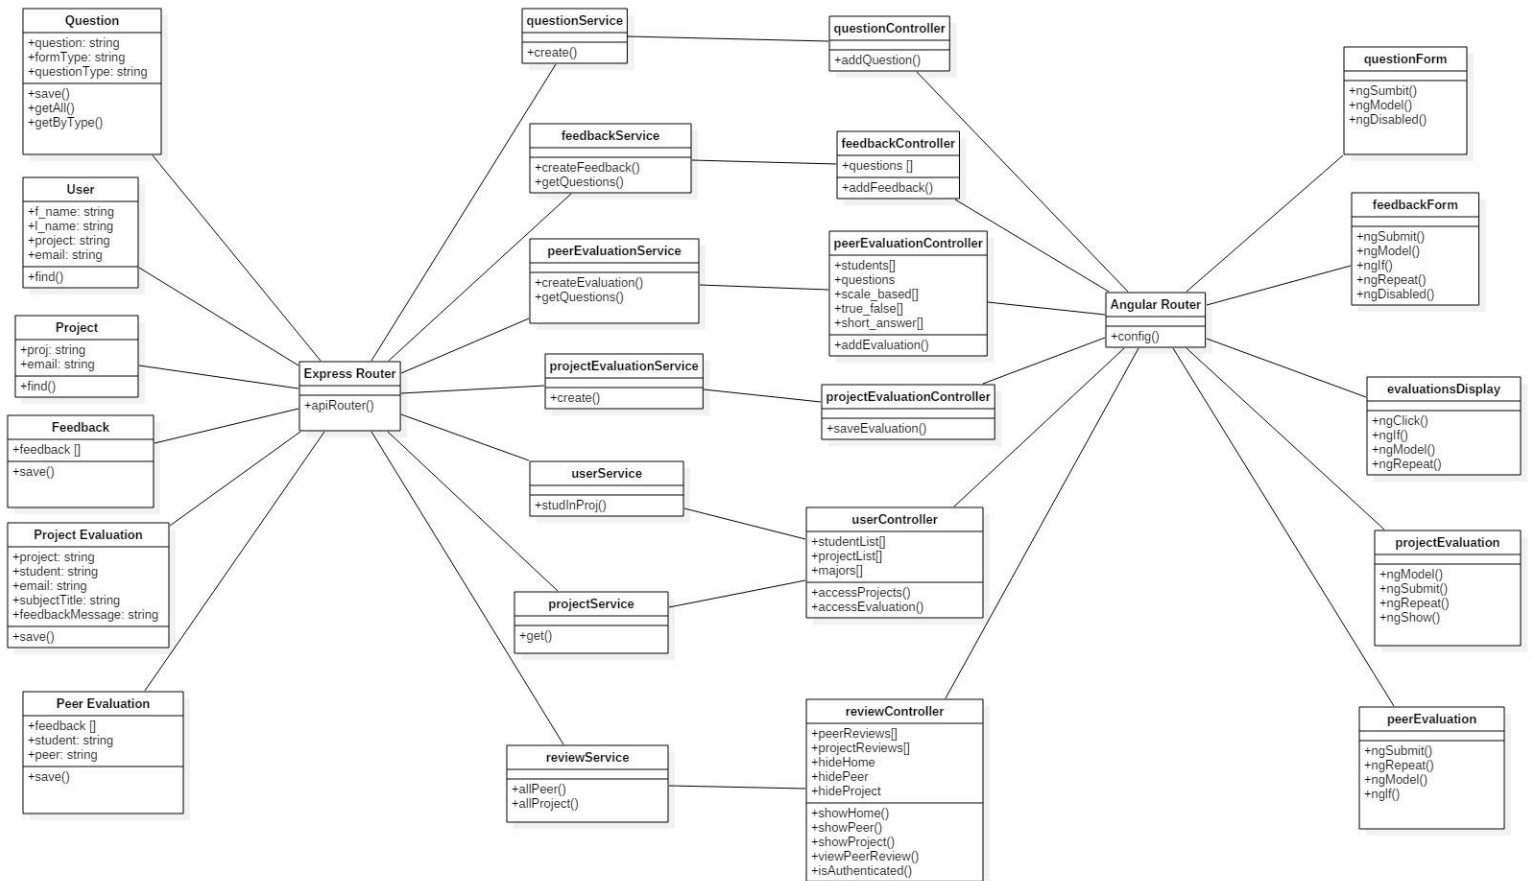 Question
+question: string
+formType: string
+questionType: string
+save()
+getAll()
+getByType()
User
+f_name: string
+l_name: string
+project: string
+email: string
+find()
Project
+proj: string
+email: string
+find()
Feedback
+feedback []
+save()
Project Evaluation
+project: string
+student: string
+email: string
+subjectTitle: string
+feedbackMessage: string
+save()
Peer Evaluation
+feedback []
+student: string
+peer: string
+save()
Express Router
+apiRouter()
questionService
+create()
feedbackService
+createFeedback()
+getQuestions()
peerEvaluationService
+createEvaluation()
+getQuestions()
projectEvaluationService
+create()
userService
+studInProj()
projectService
+get()
reviewService
+allPeer()
+allProject()
questionController
+addQuestion()
feedbackController
+questions []
+addFeedback()
peerEvaluationController
+students[]
+questions
+scale_based[]
+true_false[]
+short_answer[]
+addEvaluation()
projectEvaluationController
+saveEvaluation()
userController
+studentList[]
+projectList[]
+majors[]
+accessProjects()
+accessEvaluation()
reviewController
+peerReviews[]
+projectReviews[]
+hideHome
+hidePeer
+hideProject
+showHome()
+showPeer()
+showProject()
+viewPeerReview()
+isAuthenticated()
Angular Router
+config()
questionForm
+ngSumbit()
+ngModel()
+ngDisabled()
feedbackForm
+ngSubmit()
+ngModel()
+ngIf()
+ngRepeat()
+ngDisabled()
evaluationsDisplay
+ngClick()
+ngIf()
+ngModel()
+ngRepeat()
projectEvaluation
+ngModel()
+ngSubmit()
+ngRepeat()
+ngShow()
peerEvaluation
+ngSubmit()
+ngRepeat()
+ngModel()
+ngIf()